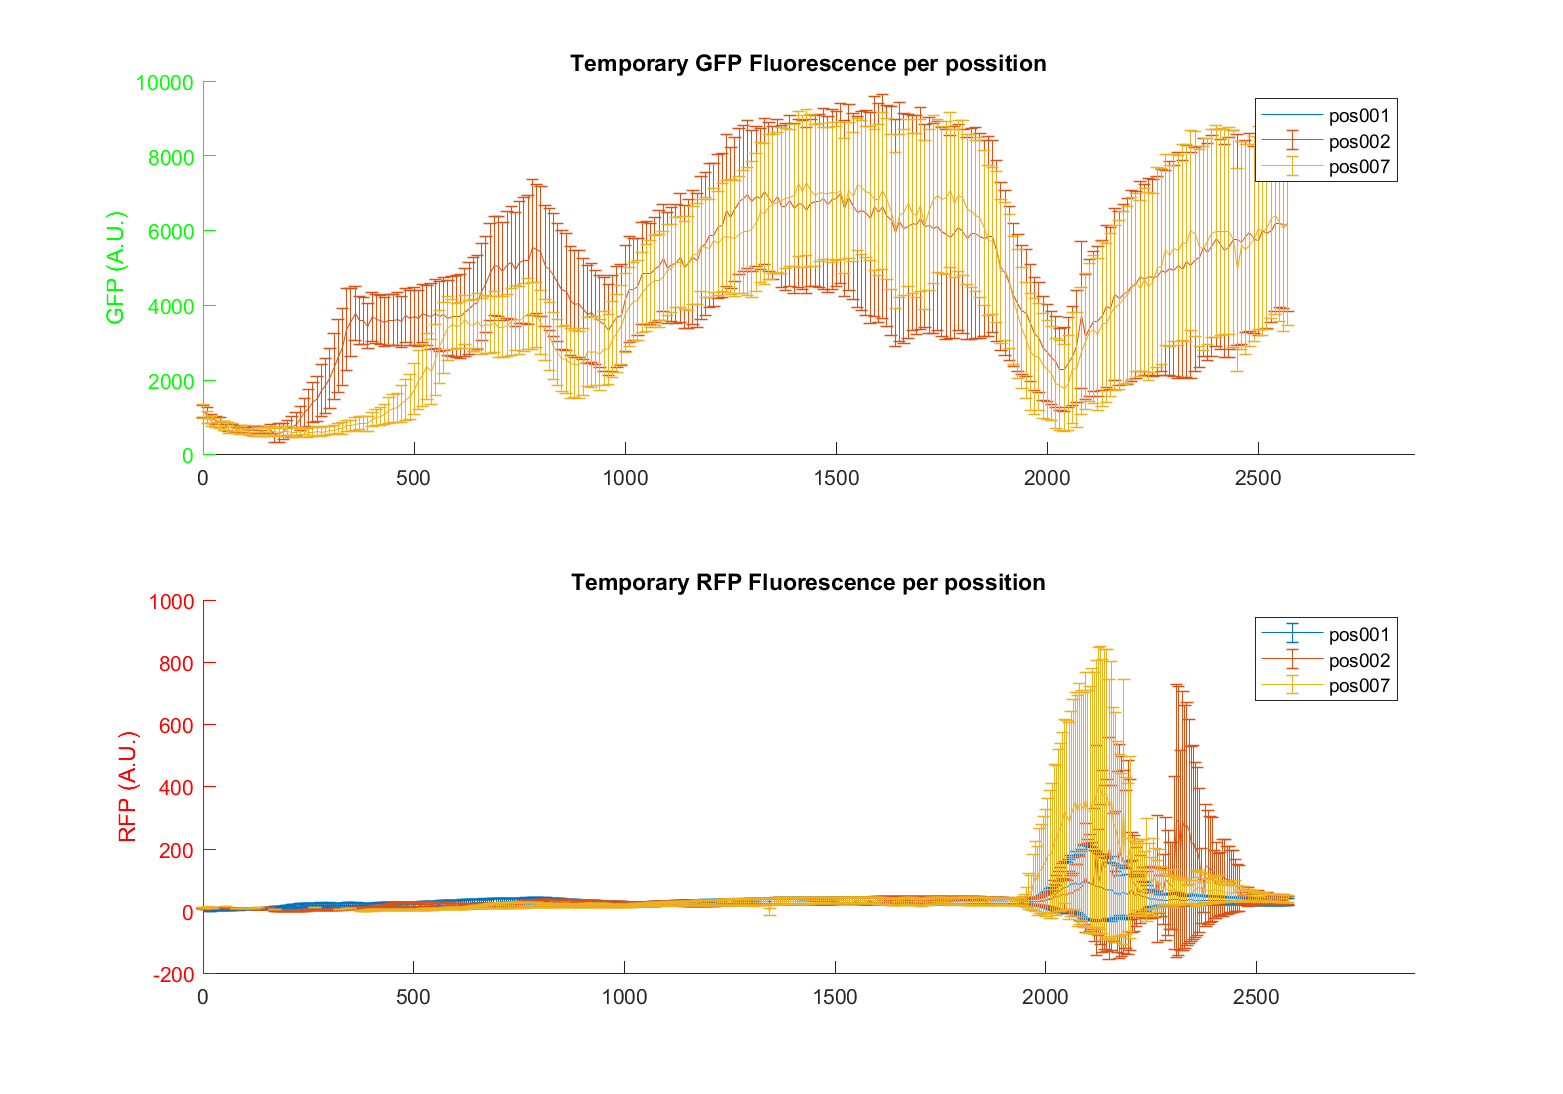 Temporary GFP Fluorescence per possition
10000
8000
6000
4000
2000
0
GFP (A.U.)
pos001
pos002
pos007
0 500 1000 1500 2000 2500
Temporary RFP Fluorescence per possition
1000
800
600
400
200
0
-200
RFP (A.U.)
pos001
pos002
pos007
0 500 1000 1500 2000 2500